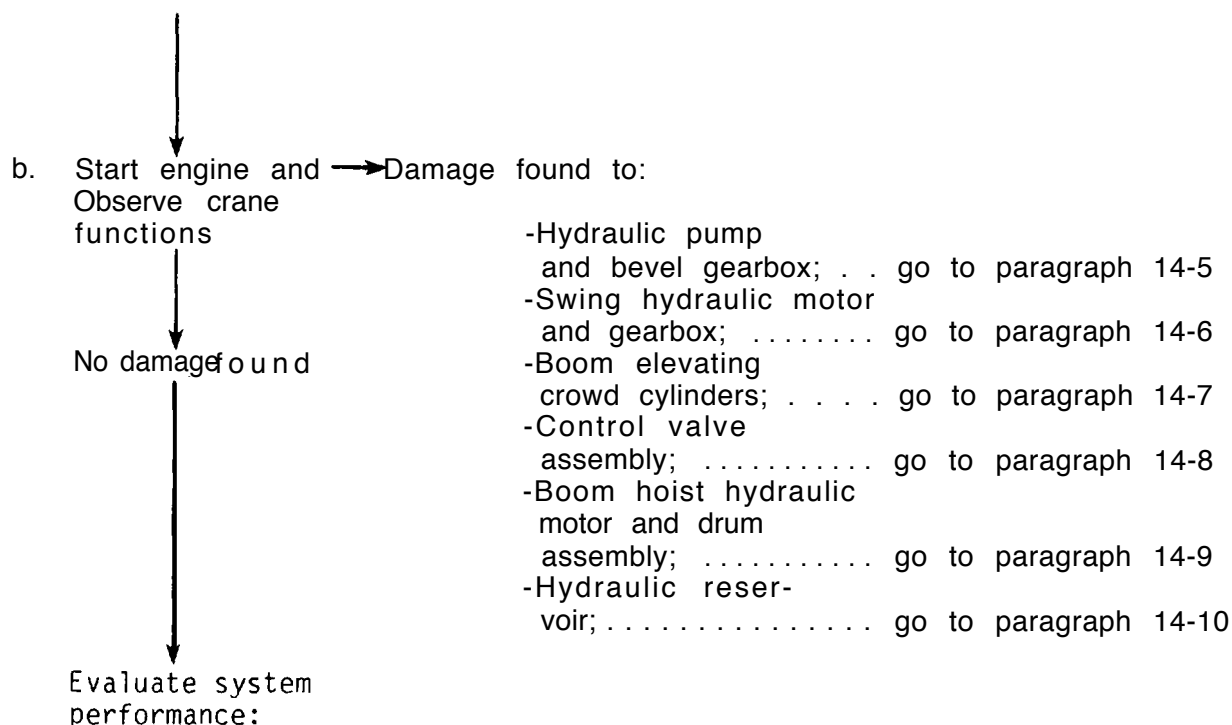 b. Start engine and Damage found to:
Observe crane
functions
-Hydraulic pump
and bevel gearbox; . . go to paragraph 14-5
-Swing hydraulic motor
and gearbox; ........ go to paragraph 14-6
No damage found
-Boom elevating
crowd cylinders; . . . . go to paragraph 14-7
-Control valve
assembly; ........... go to paragraph 14-8
-Boom hoist hydraulic
motor and drum
assembly; ........... go to paragraph 14-9
-Hydraulic reser-
voir; . . . . . . . . . . . . . . . go to paragraph 14-10
Evaluate system
performance: